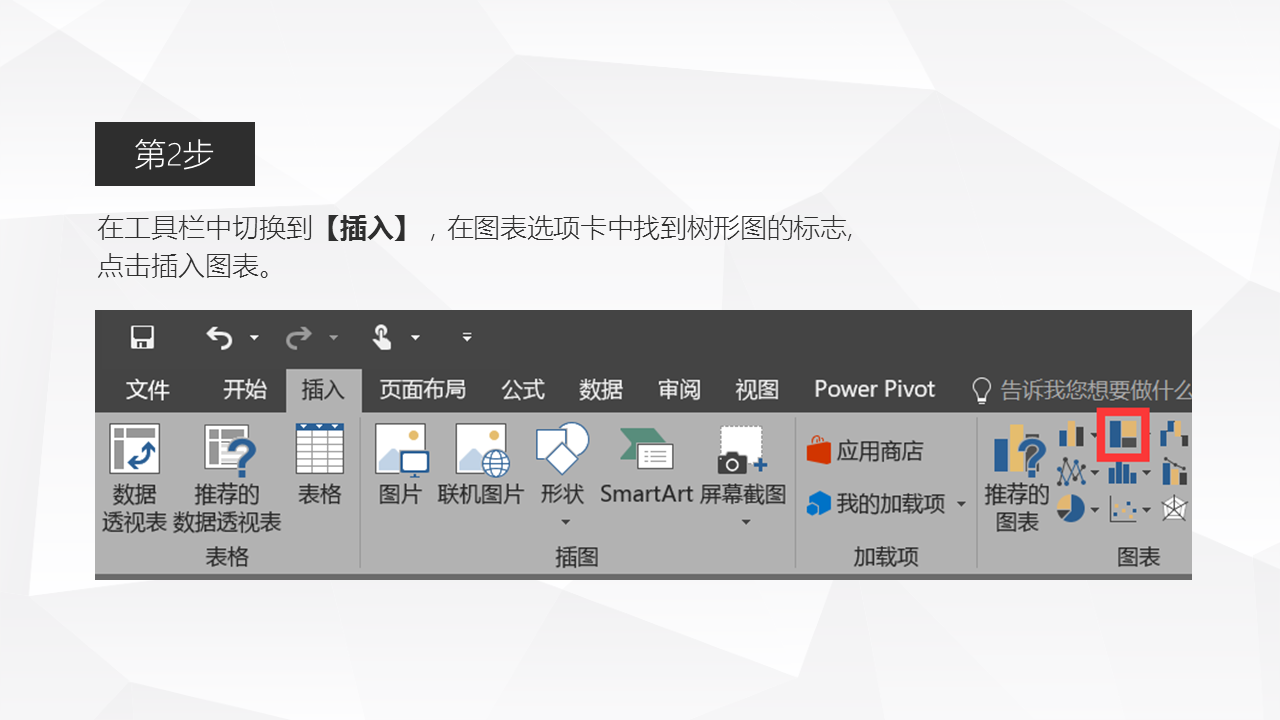 第2步
在工具栏中切换到【插入】，在图表选项卡中找到树形图的标志,
点击插入图表。
文件 开始 插入 页面布局 公式 数据 审阅 视图 Power Pivot 告诉我您想要做什么
数据
透视表
推荐的
数据透视表
表格
表格
图片
联机图片
形状
SmartArt
屏幕截图
插图
应用商店
我的加载项
加载项
推荐的
图表
图表